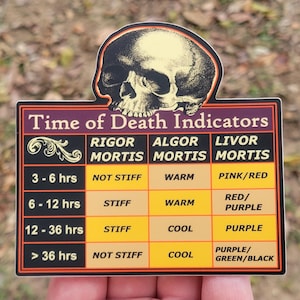 Time of Death Indicators
RIGOR MORTIS ALGOR MORTIS LIVOR MORTIS
3 - 6 hrs NOT STIFF WARM PINK/RED
6 - 12 hrs STIFF WARM RED/ PURPLE
12 - 36 hrs STIFF COOL PURPLE
> 36 hrs NOT STIFF COOL PURPLE/ GREEN/BLACK